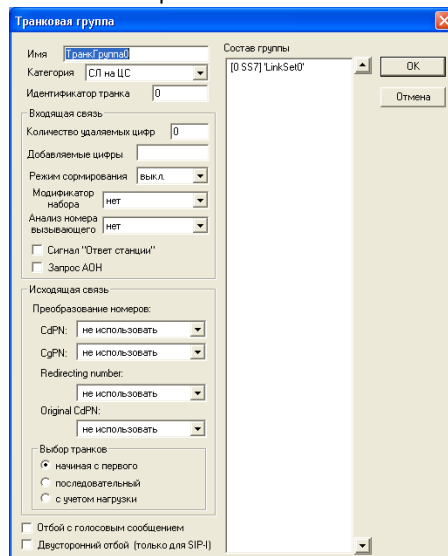 Транковая группа
Имя ТранкГруппа0
Категория СЛ на ЦС
Идентификатор транка 0
Входящая связь
Количество удаляемых цифр 0
Добавляемые цифры
Режим сормирования выкл.
Модификатор набора нет
Анализ номера вызывающего нет
Сигнал "Ответ станции"
Запрос АОН
Исходящая связь
Преобразование номеров:
CdPN: не использовать
CgPN: не использовать
Redirecting number:
не использовать
Original CdPN:
не использовать
Выбор транков
начиная с первого
последовательный
с учетом нагрузки
Отбой с голосовым сообщением
Двусторонний отбой (только для SIP-I)
Состав группы
[0 SS7] 'LinkSet0'
OK
Отмена